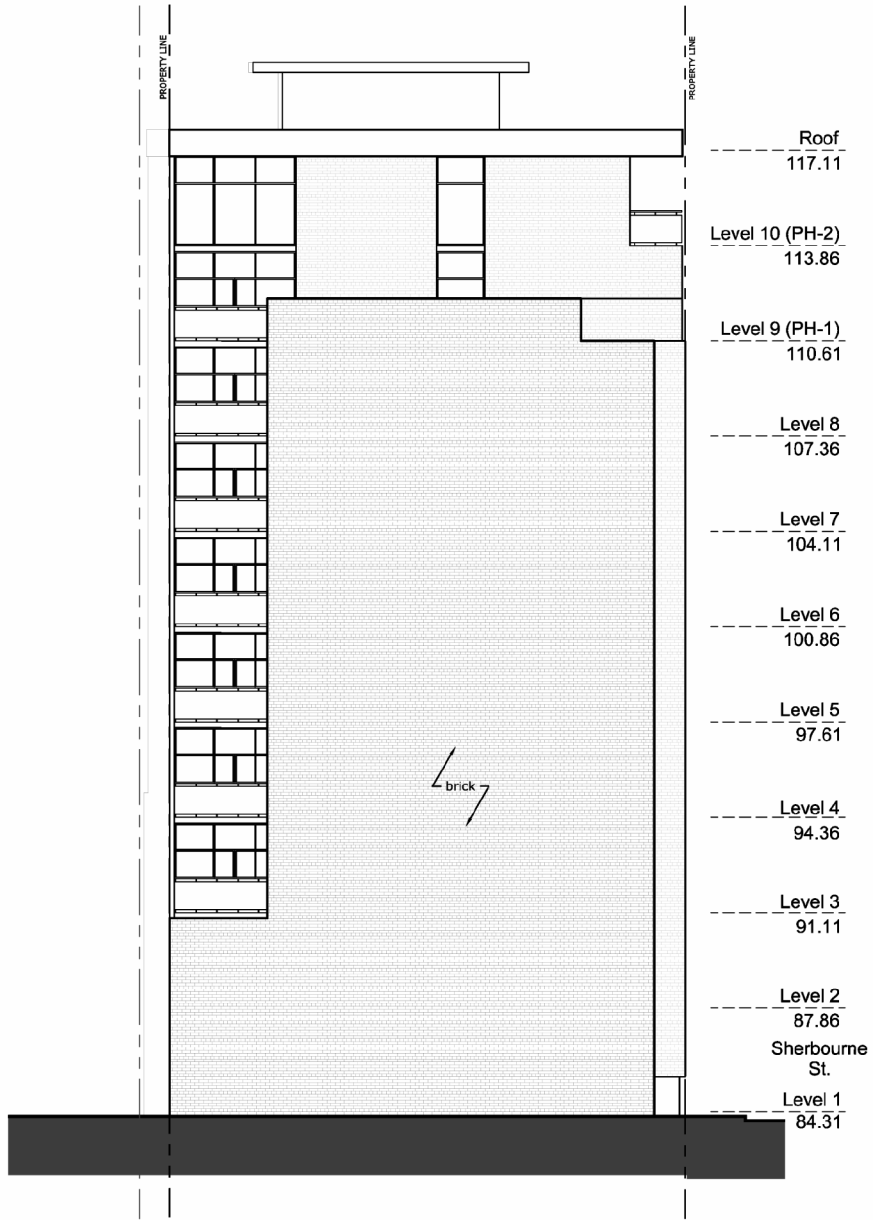 PROPERTY LINE
PROPERTY LINE
Roof
117.11
Level 10 (PH-2)
113.86
Level 9 (PH-1)
110.61
Level 8
107.36
Level 7
104.11
Level 6
100.86
Level 5
97.61
brick
Level 4
94.36
Level 3
91.11
Level 2
87.86
Sherbourne
St.
Level 1
84.31